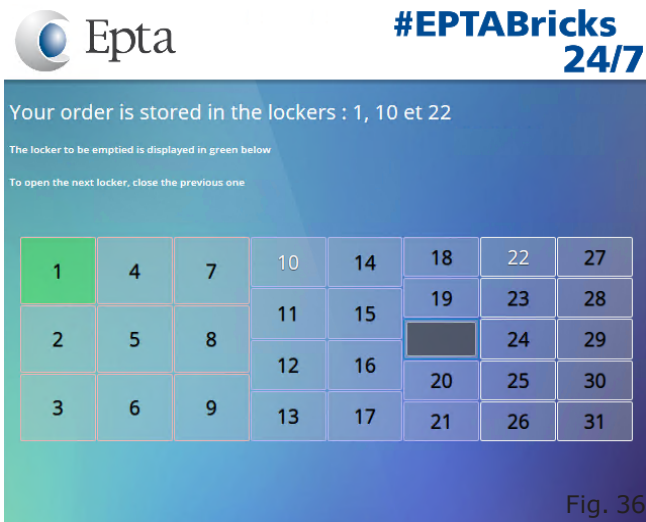 Epta
#EPTABricks
24/7
Your order is stored in the lockers : 1, 10 et 22
The locker to be emptied is displayed in green below
To open the next locker, close the previous one
1 4 7 10 14 18 22 27
11 15 19 23 28
2 5 8 24 29
12 16 20 25 30
3 6 9 13 17 21 26 31
Fig. 36